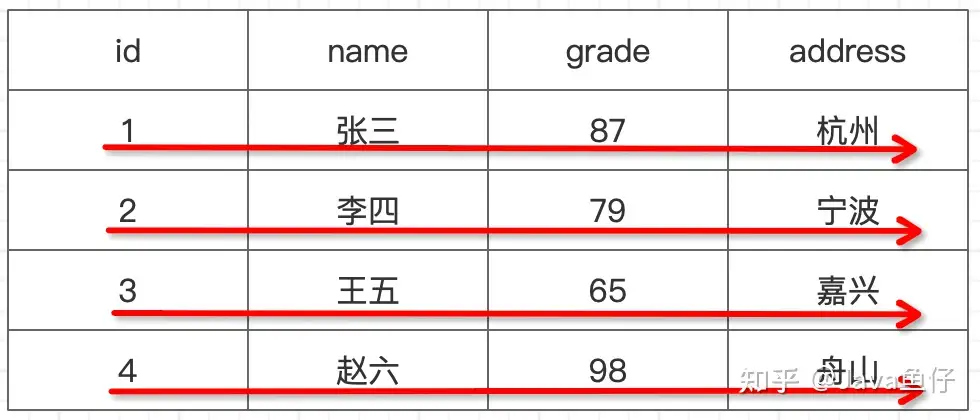 id name grade address
1 张三 87 杭州
2 李四 79 宁波
3 王五 65 嘉兴
4 赵六 98 舟山
知乎 @Java鱼仔